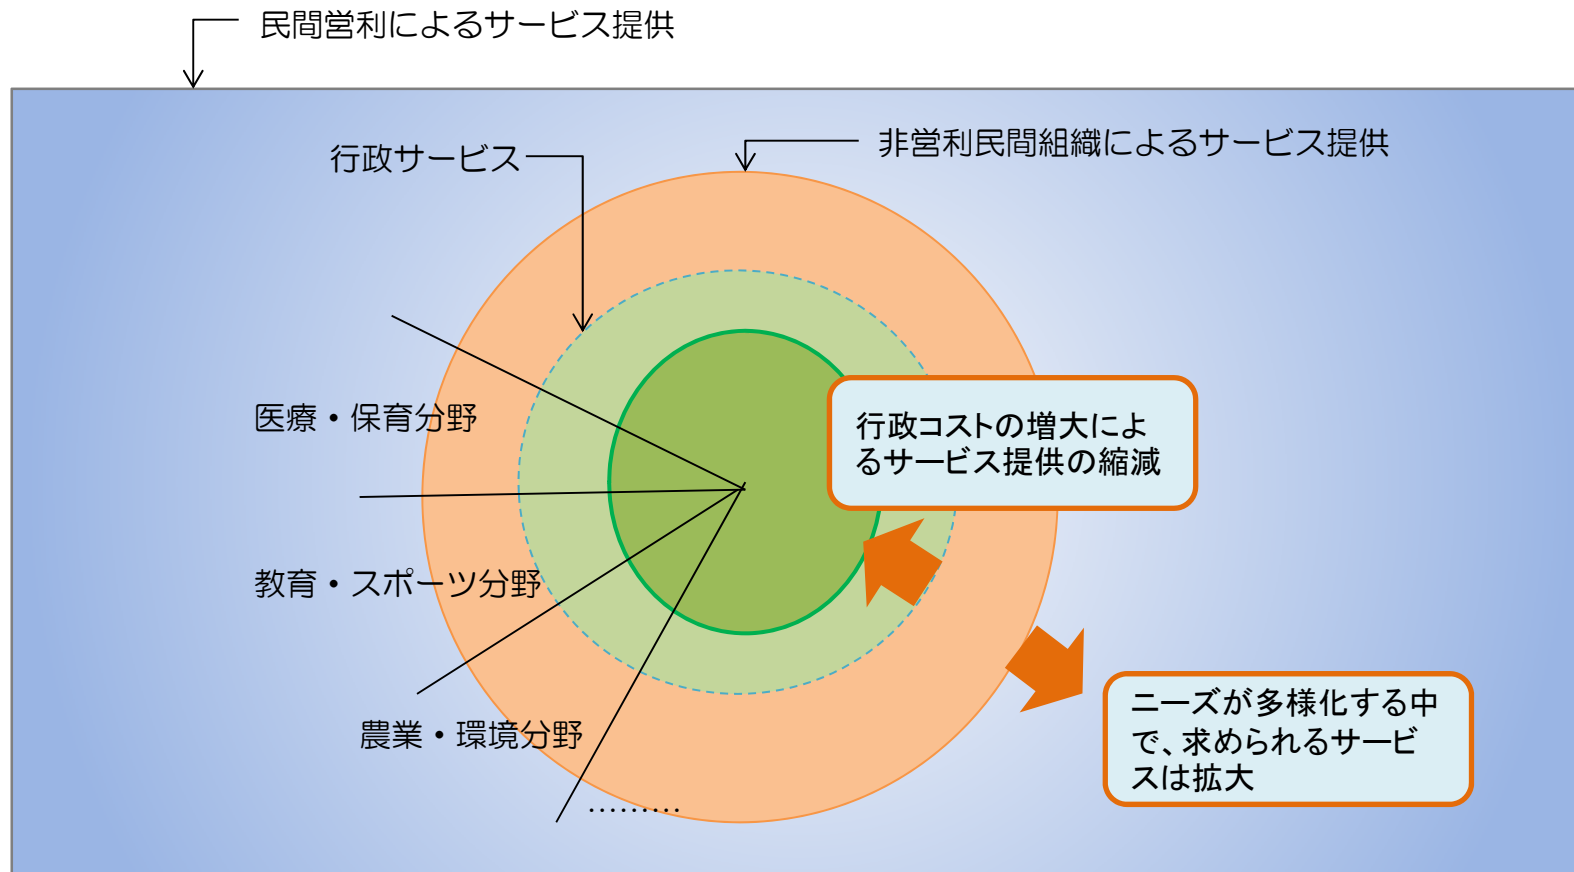 民間営利によるサービス提供
非営利民間組織によるサービス提供
行政サービス
医療・保育分野
行政コストの増大によ
るサービス提供の縮減
教育・スポーツ分野
ニーズが多様化する中
で、求められるサービ
スは拡大
農業・環境分野
………